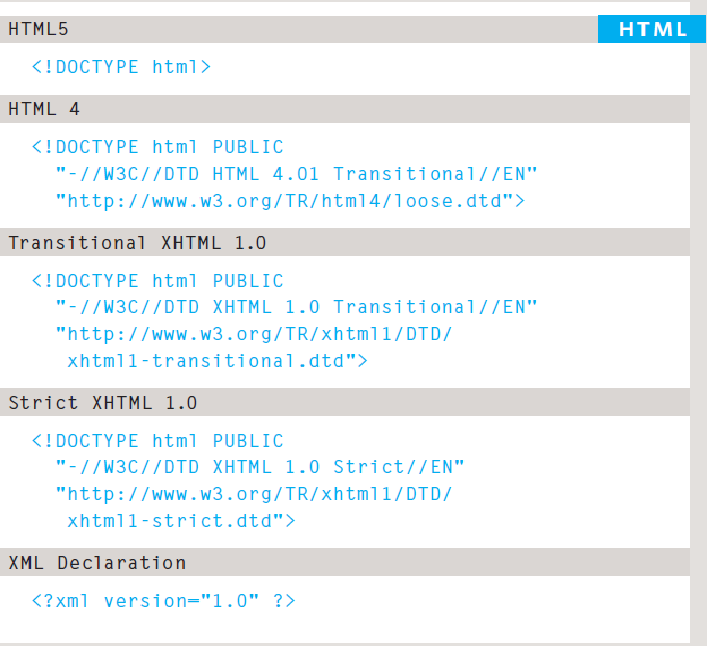 HTML5
HTML
<!DOCTYPE html>
HTML 4
<!DOCTYPE html PUBLIC
"-//W3C//DTD HTML 4.01 Transitional//EN"
"http://www.w3.org/TR/html4/loose.dtd">
Transitional XHTML 1.0
<!DOCTYPE html PUBLIC
"-//W3C//DTD XHTML 1.0 Transitional//EN"
"http://www.w3.org/TR/xhtml1/DTD/
xhtml1-transitional.dtd">
Strict XHTML 1.0
<!DOCTYPE html PUBLIC
"-//W3C//DTD XHTML 1.0 Strict//EN"
"http://www.w3.org/TR/xhtml1/DTD/
xhtml1-strict.dtd">
XML Declaration
<?xml version="1.0" ?>